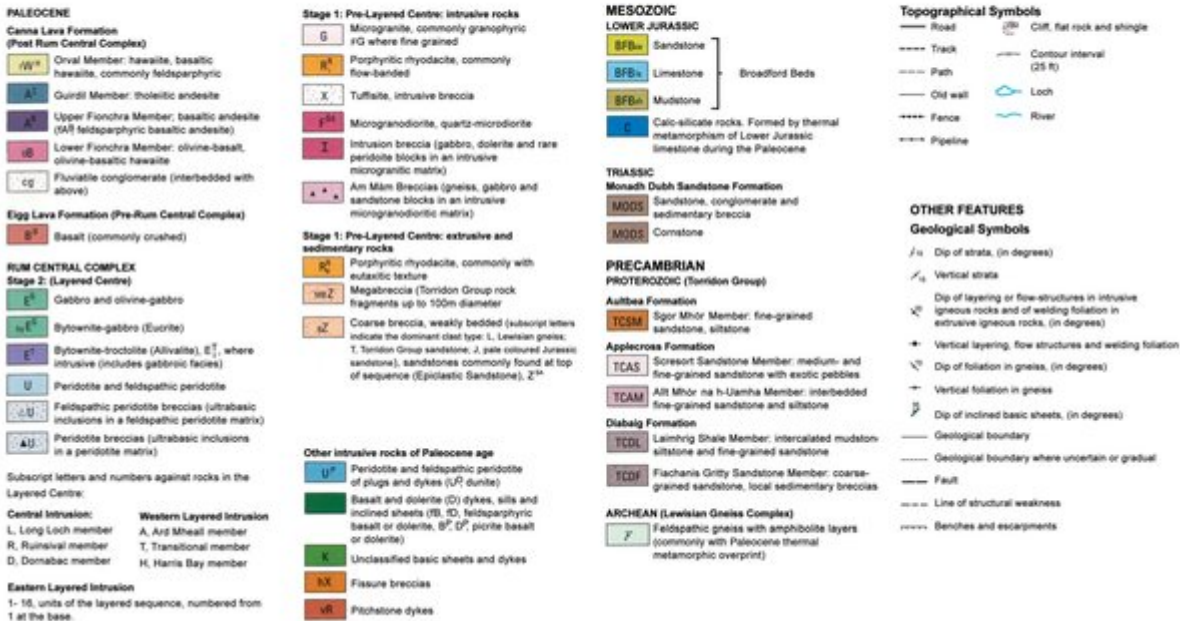 PALEOCENE
Canna Lava Formation
(Post Rum Central Complex)
Orval Member: hawaiite, basaltic
hawaiite, commonly feldsparphyric
Guirdil Member: tholeiitic andesite
Upper Fionchra Member; basaltic andesite
feldsparphyric basaltic andesite)
Lower Fionchra Member: olivine-basalt,
olivine-basaltic hawaiite
cg
Fluviatile conglomerate (interbedded with
above)
Eigg Lava Formation (Pre-Rum Central Complex)
Basalt (commonly crushed)
RUM CENTRAL COMPLEX
Stage 2: (Layered Centre)
Gabbro and olivine-gabbro
Bytownite-gabbro (Eucrite)
Bytownite-troctolite (Allivalite), where
intrusive (includes gabbroic facies)
U
Peridotite and feldspathic peridotite
Feldspathic peridotite breccias (ultrabasic
inclusions in a feldspathic peridotite matrix)
▲U
Peridotite breccias (ultrabasic inclusions
in a peridotite matrix)
Subscript letters and numbers against rocks in the
Layered Centre:
Central Intrusion:
L, Long Loch member
R, Ruinsival member
D, Dornabac member
Western Layered Intrusion
A, Ard Mheall member
T, Transitional member
H, Harris Bay member
Eastern Layered Intrusion
1- 16, units of the layered sequence, numbered from
1 at the base.
Stage 1: Pre-Layered Centre: intrusive rocks
G
Microgranite, commonly granophyric
where fine grained
Porphyritic rhyodacite, commonly
flow-banded
X
Tuffisite, intrusive breccia
Microgranodiorite, quartz-microdiorite
I
Intrusion breccia (gabbro, dolerite and rare
peridoite blocks in an intrusive
microgranitic matrix)
Am Màm Breccias (gneiss, gabbro and
sandstone blocks in an intrusive
microgranodioritic matrix)
Stage 1: Pre-Layered Centre: extrusive and
sedimentary rocks
Porphyritic rhyodacite, commonly with
eutaxitic texture
Megabreccia (Torridon Group rock
fragments up to 100m diameter
Coarse breccia, weakly bedded (subscript letters
indicate the dominant clast type: L, Lewisian gneiss;
T, Torridon Group sandstone; J, pale coloured Jurassic
sandstone), sandstones commonly found at top
of sequence (Epiclastic Sandstone),
Other intrusive rocks of Paleocene age
Peridotite and feldspathic peridotite
of plugs and dykes dunite)
Basalt and dolerite (D) dykes, sills and
inclined sheets (fB, fD, feldsparphyric
basalt or dolerite, picrite basalt
or dolerite)
K
Unclassified basic sheets and dykes
hX
Fissure breccias
vR
Pitchstone dykes
MESOZOIC
LOWER JURASSIC
Sandstone
Limestone
Mudstone
Broadford Beds
C
Calc-silicate rocks. Formed by thermal
metamorphism of Lower Jurassic
limestone during the Paleocene
TRIASSIC
Monadh Dubh Sandstone Formation
MODS
Sandstone, conglomerate and
sedimentary breccia
MODS
Cornstone
PRECAMBRIAN
PROTEROZOIC (Torridon Group)
Aultbea Formation
TCSM
Sgor Mhór Member: fine-grained
sandstone, siltstone
Applecross Formation
TCAS
Scresort Sandstone Member: medium- and
fine-grained sandstone with exotic pebbles
TCAM
Allt Mhór na h-Uamha Member: interbedded
fine-grained sandstone and siltstone
Diabaig Formation
TCDL
Laimhrig Shale Member: intercalated mudston
siltstone and fine-grained sandstone
TCDF
Fiachanis Gritty Sandstone Member: coarse-
grained sandstone, local sedimentary breccias
ARCHEAN (Lewisian Gneiss Complex)
Feldspathic gneiss with amphibolite layers
(commonly with Paleocene thermal
metamorphic overprint)
Topographical Symbols
Road
Track
Path
Old wall
Fence
Pipeline
Cliff, flat rock and shingle
Contour interval
(25 ft)
Loch
River
OTHER FEATURES
Geological Symbols
Dip of strata, (in degrees)
Vertical strata
Dip of layering or flow-structures in intrusive
igneous rocks and of welding foliation in
extrusive igneous rocks, (in degrees)
Vertical layering, flow structures and welding foliation
Dip of foliation in gneiss, (in degrees)
Vertical foliation in gneiss
Dip of inclined basic sheets, (in degrees)
Geological boundary
Geological boundary where uncertain or gradual
Fault
Line of structural weakness
Benches and escarpments